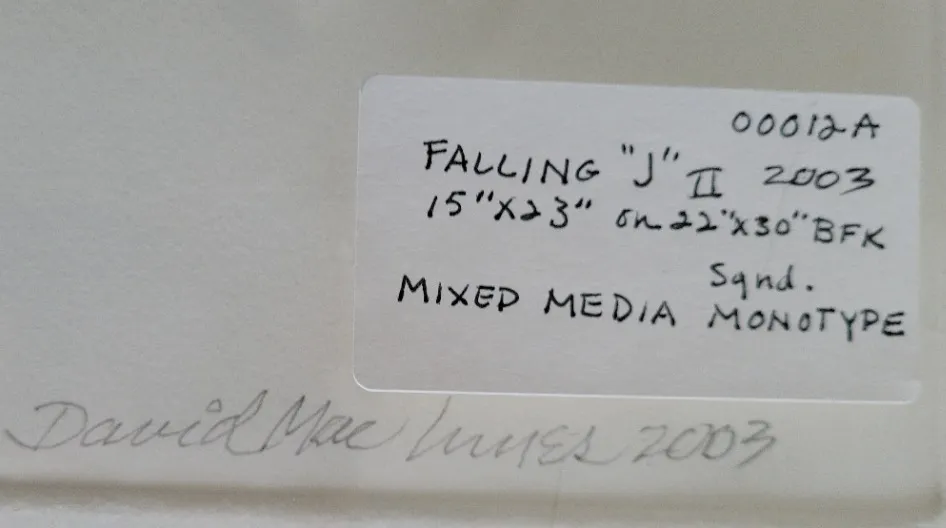 00012A
FALLING "J" II 2003
15"X23" on 22"X30" BFK
Sgnd.
MIXED MEDIA MONOTYPE
David Mac Innes 2003